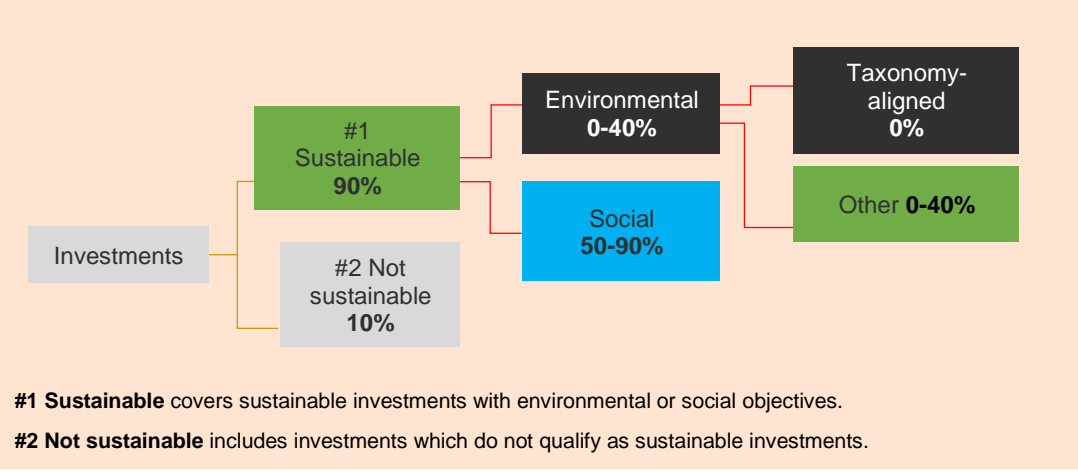 Investments
#1
Sustainable
90%
#2 Not
sustainable
10%
Environmental
0-40%
Social
50-90%
Taxonomy-
aligned
0%
Other 0-40%
#1 Sustainable covers sustainable investments with environmental or social objectives.
#2 Not sustainable includes investments which do not qualify as sustainable investments.